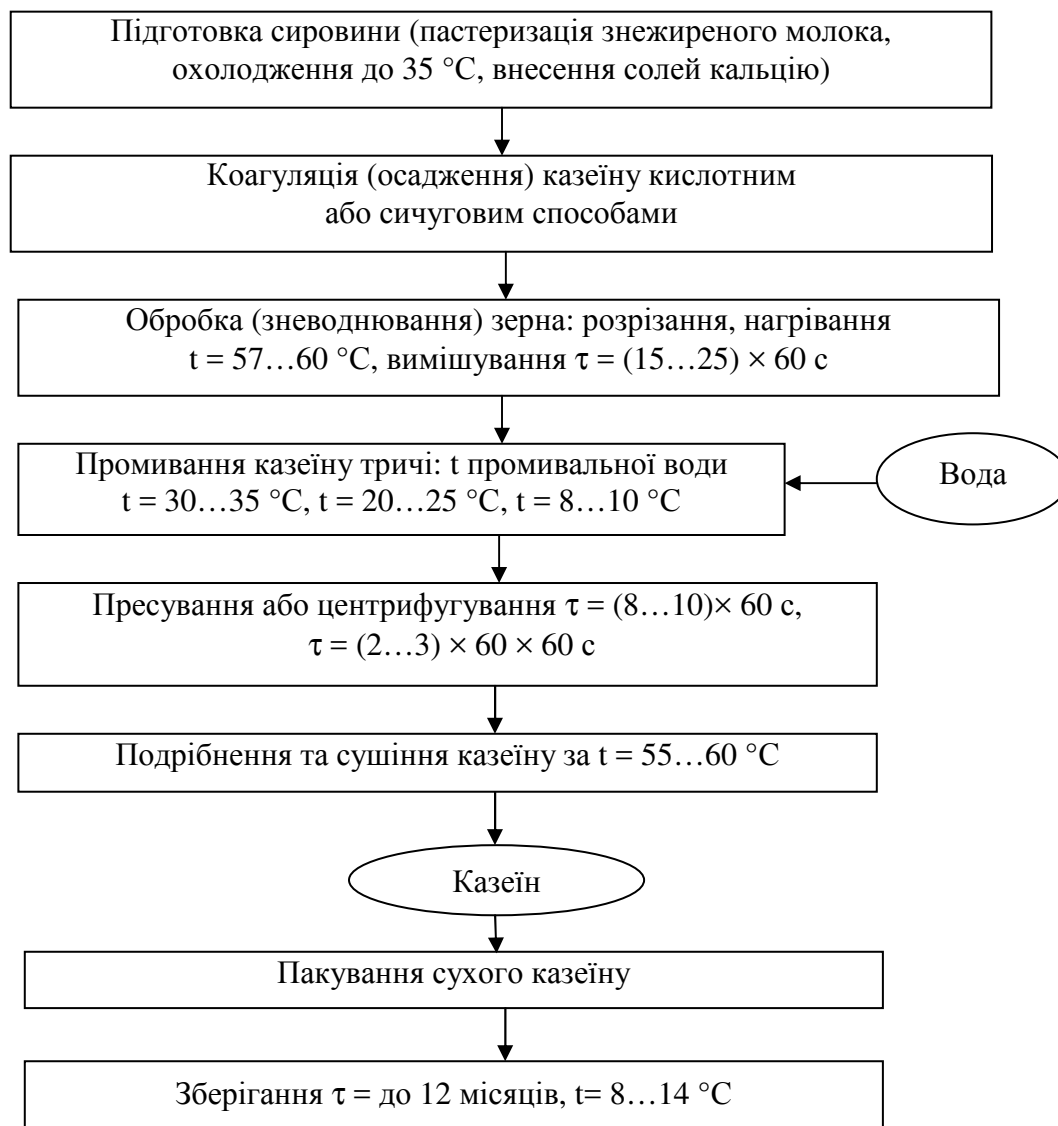 Підготовка сировини (пастеризація знежиреного молока,
охолодження до 35 °С, внесення солей кальцію)
Коагуляція (осадження) казеїну кислотним
або сичуговим способами
Обробка (зневоднювання) зерна: розрізання, нагрівання
t = 57…60 °С, вимішування τ = (15…25) × 60 с
Промивання казеїну тричі: t промивальної води
t = 30…35 °С, t = 20…25 °С, t = 8…10 °С
Вода
Пресування або центрифугування τ = (8…10)× 60 с,
τ = (2…3) × 60 × 60 с
Подрібнення та сушіння казеїну за t = 55…60 °С
Казеїн
Пакування сухого казеїну
Зберігання τ = до 12 місяців, t= 8…14 °С